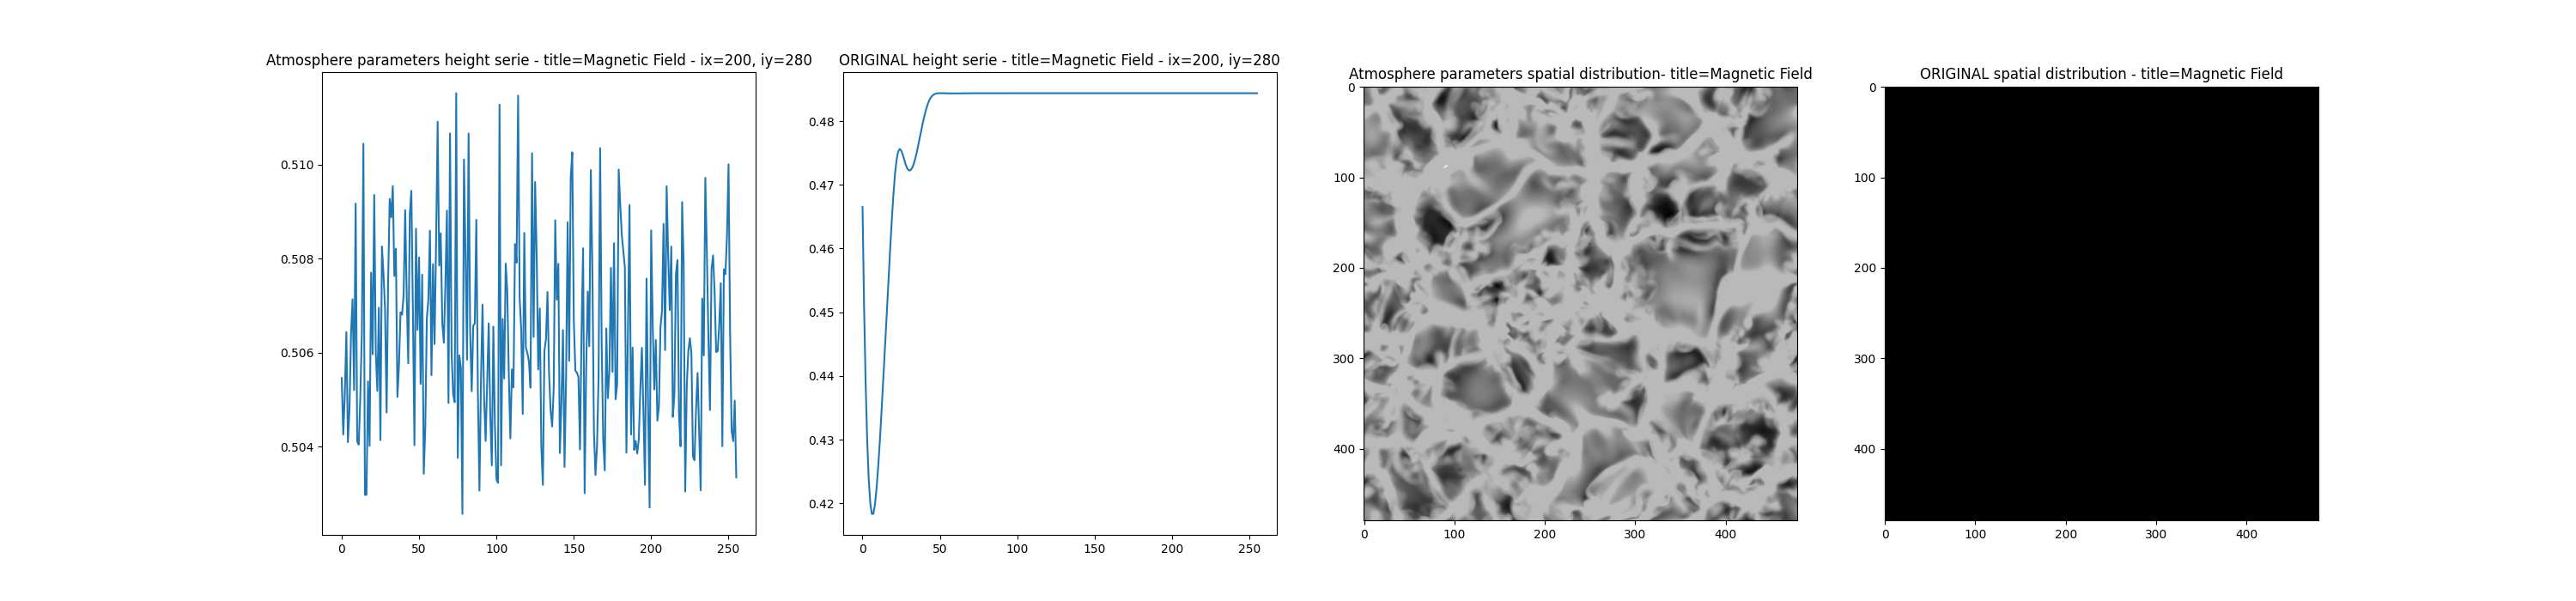 Atmosphere parameters height serie - title=Magnetic Field - ix=200, iy=280
0.510
0.508
0.506
0.504
0 50 100 150 200 250
ORIGINAL height serie - title=Magnetic Field - ix=200, iy=280
0.48
0.47
0.46
0.45
0.44
0.43
0.42
0 50 100 150 200 250
Atmosphere parameters spatial distribution- title=Magnetic Field
0
100
200
300
400
0 100 200 300 400
ORIGINAL spatial distribution - title=Magnetic Field
0
100
200
300
400
0 100 200 300 400